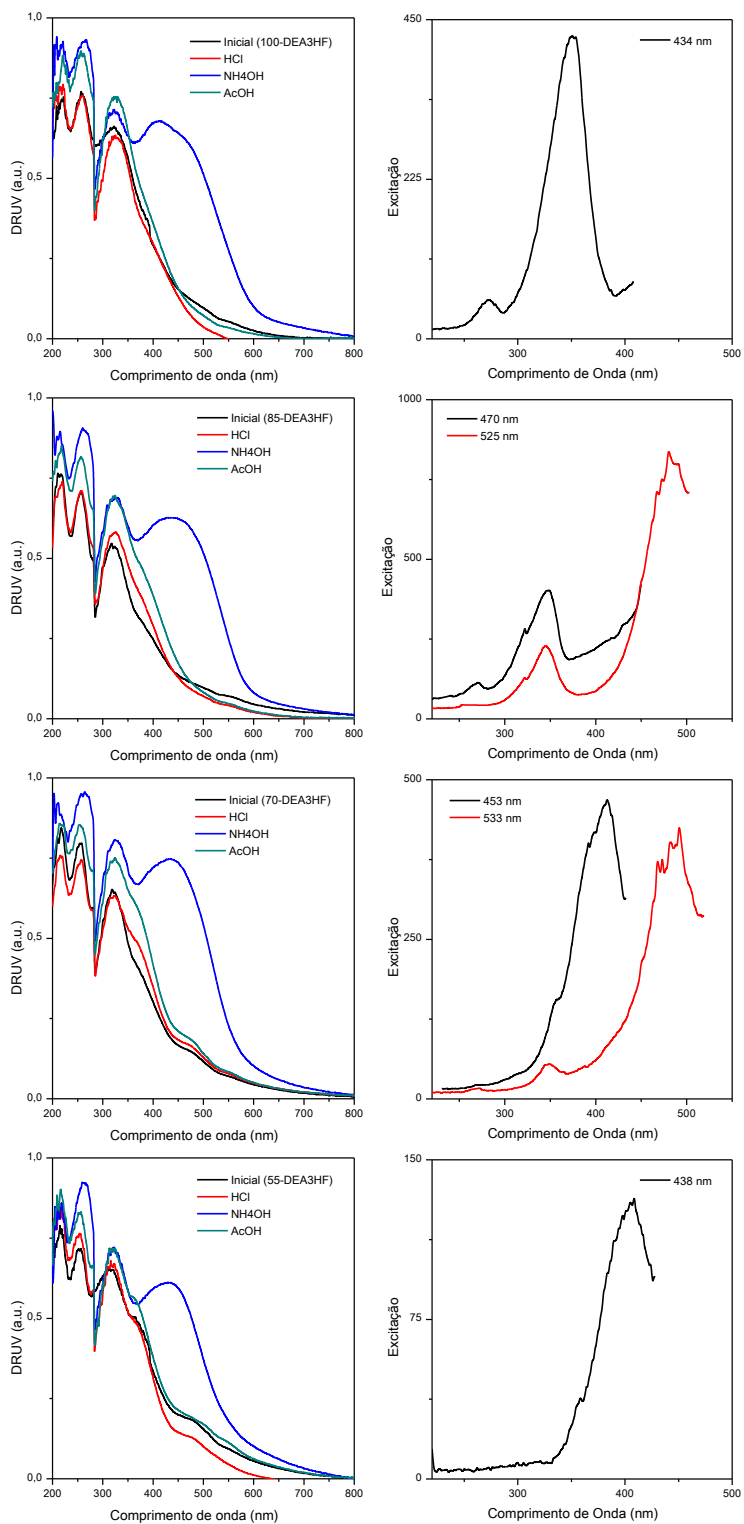 1,0
0,5
0,0
DRUV (a.u.)
Inicial (100-DEA3HF)
HCl
NH4OH
AcOH
200 300 400 500 600 700 800
Comprimento de onda (nm)
450
225
0
Excitação
434 nm
300 400 500
Comprimento de Onda (nm)
1,0
0,5
0,0
DRUV (a.u.)
Inicial (85-DEA3HF)
HCl
NH4OH
AcOH
200 300 400 500 600 700 800
Comprimento de onda (nm)
1000
500
0
Excitação
470 nm
525 nm
300 400 500
Comprimento de Onda (nm)
1,0
0,5
0,0
DRUV (a.u.)
Inicial (70-DEA3HF)
HCl
NH4OH
AcOH
200 300 400 500 600 700 800
Comprimento de onda (nm)
500
250
0
Excitação
453 nm
533 nm
300 400 500
Comprimento de Onda (nm)
1,0
0,5
0,0
DRUV (a.u.)
Inicial (55-DEA3HF)
HCl
NH4OH
AcOH
200 300 400 500 600 700 800
Comprimento de onda (nm)
150
75
0
Excitação
438 nm
300 400 500
Comprimento de Onda (nm)